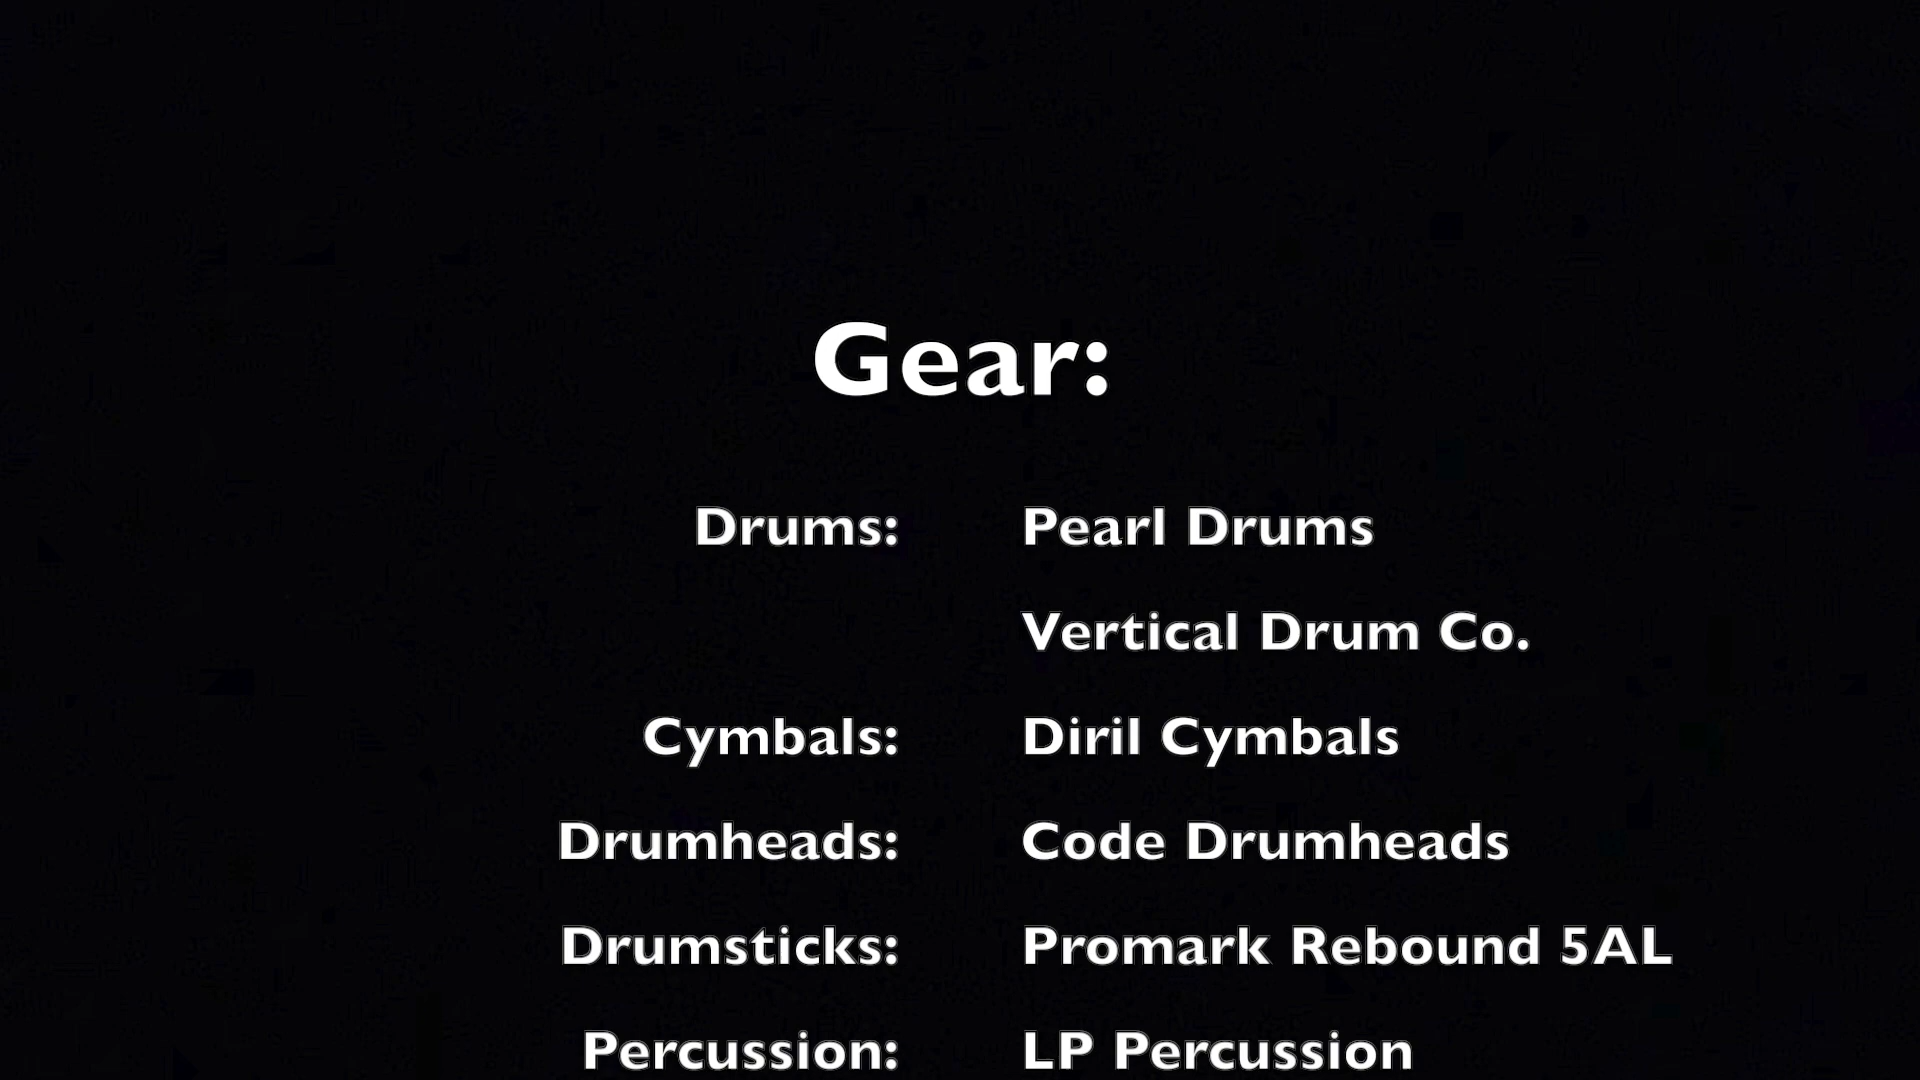 Gear:
Drums: Pearl Drums
Vertical Drum Co.
Cymbals: Diril Cymbals
Drumheads: Code Drumheads
Drumsticks: Promark Rebound 5AL
Percussion: LP Percussion